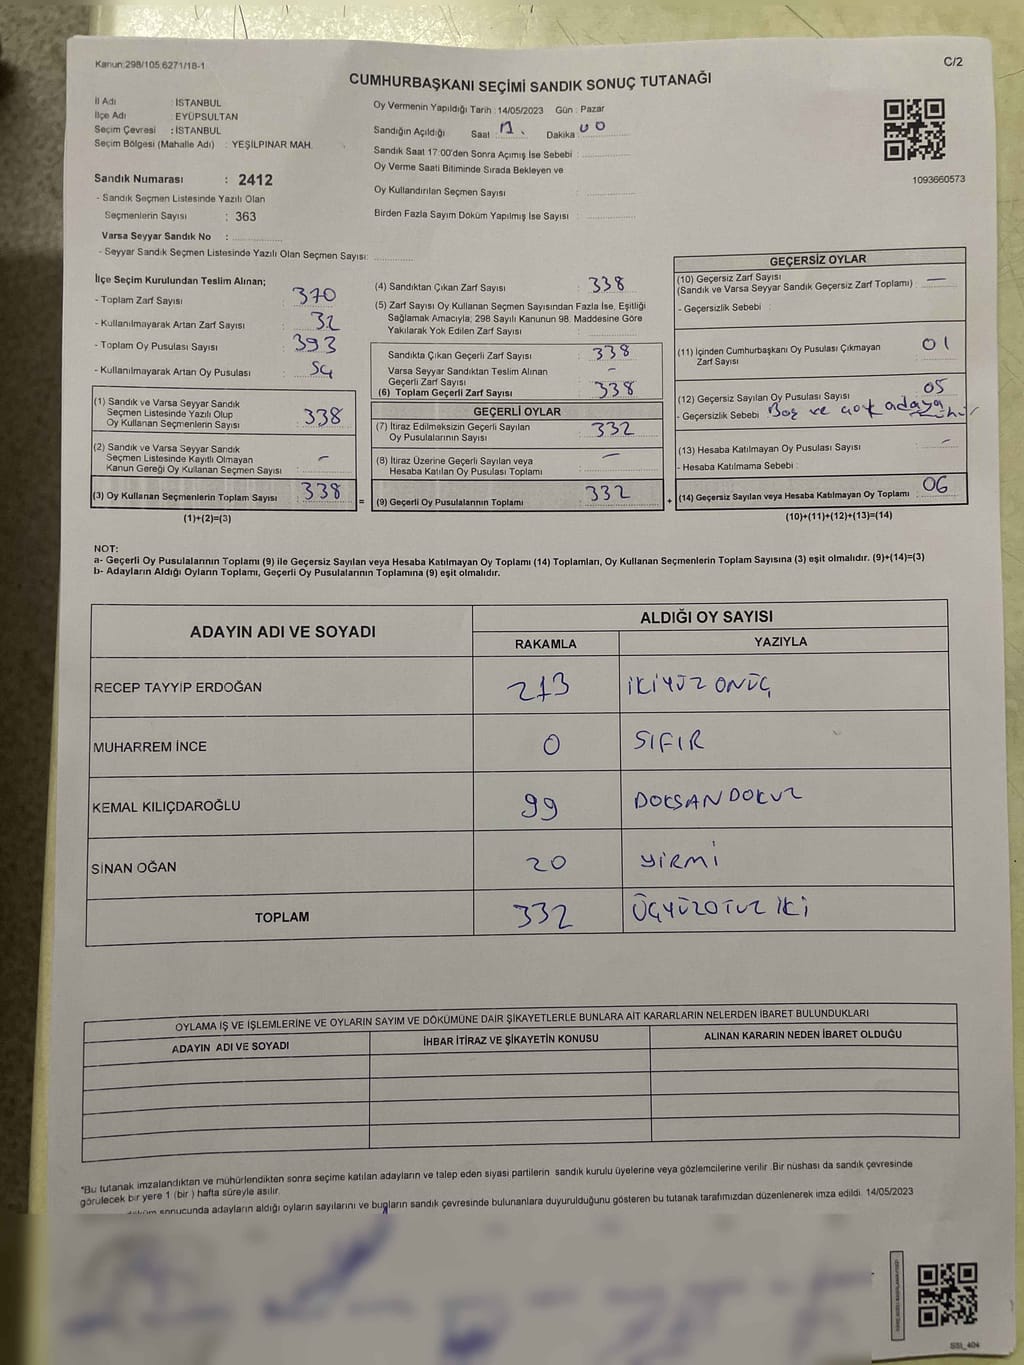 Kanun:298/105.6271/18-1
C/2
CUMHURBAŞKANI SEÇİMİ SANDIK SONUÇ TUTANAĞI
İl Adı : İSTANBUL
İlçe Adı : EYÜPSULTAN
Seçim Çevresi : İSTANBUL
Seçim Bölgesi (Mahalle Adı) : YEŞİLPINAR MAH.
Sandık Numarası : 2412
- Sandık Seçmen Listesinde Yazılı Olan
Seçmenlerin Sayısı : 363
Varsa Seyyar Sandık No :
- Seyyar Sandık Seçmen Listesinde Yazılı Olan Seçmen Sayısı:
Oy Vermenin Yapıldığı Tarih : 14/05/2023 Gün : Pazar
Sandığın Açıldığı Saat : Dakika : 00
Sandık Saat 17:00'den Sonra Açımış İse Sebebi :
Oy Verme Saati Bitiminde Sırada Bekleyen ve
Oy Kullandırılan Seçmen Sayısı :
Birden Fazla Sayım Döküm Yapılmış İse Sayısı :
1093660573
İlçe Seçim Kurulundan Teslim Alınan;
- Toplam Zarf Sayısı : 370
- Kullanılmayarak Artan Zarf Sayısı : 32
- Toplam Oy Pusulası Sayısı : 393
- Kullanılmayarak Artan Oy Pusulası : 54
(1) Sandık ve Varsa Seyyar Sandık
Seçmen Listesinde Yazılı Olup
Oy Kullanan Seçmenlerin Sayısı : 338
(2) Sandık ve Varsa Seyyar Sandık
Seçmen Listesinde Kayıtlı Olmayan
Kanun Gereği Oy Kullanan Seçmen Sayısı : -
(3) Oy Kullanan Seçmenlerin Toplam Sayısı : 338 =
(1)+(2)=(3)
(4) Sandıktan Çıkan Zarf Sayısı : 338
(5) Zarf Sayısı Oy Kullanan Seçmen Sayısından Fazla İse, Eşitliği
Sağlamak Amacıyla; 298 Sayılı Kanunun 98. Maddesine Göre
Yakılarak Yok Edilen Zarf Sayısı :
Sandıkta Çıkan Geçerli Zarf Sayısı : 338
Varsa Seyyar Sandıktan Teslim Alınan
Geçerli Zarf Sayısı : -
(6) Toplam Geçerli Zarf Sayısı : 338
GEÇERLİ OYLAR
(7) İtiraz Edilmeksizin Geçerli Sayılan
Oy Pusulalarının Sayısı : 332
(8) İtiraz Üzerine Geçerli Sayılan veya
Hesaba Katılan Oy Pusulası Toplamı : -
(9) Geçerli Oy Pusulalarının Toplamı : 332 +
GEÇERSİZ OYLAR
(10) Geçersiz Zarf Sayısı
(Sandık ve Varsa Seyyar Sandık Geçersiz Zarf Toplamı) : -
- Geçersizlik Sebebi :
(11) İçinden Cumhurbaşkanı Oy Pusulası Çıkmayan
Zarf Sayısı : 01
(12) Geçersiz Sayılan Oy Pusulası Sayısı : 05
- Geçersizlik Sebebi : Boş ve çok adaya
(13) Hesaba Katılmayan Oy Pusulası Sayısı : -
- Hesaba Katılmama Sebebi :
(14) Geçersiz Sayılan veya Hesaba Katılmayan Oy Toplamı : 06
(10)+(11)+(12)+(13)=(14)
NOT:
a- Geçerli Oy Pusulalarının Toplamı (9) ile Geçersiz Sayılan veya Hesaba Katılmayan Oy Toplamı (14) Toplamları, Oy Kullanan Seçmenlerin Toplam Sayısına (3) eşit olmalıdır. (9)+(14)=(3)
b- Adayların Aldığı Oyların Toplamı, Geçerli Oy Pusulalarının Toplamına (9) eşit olmalıdır.
ADAYIN ADI VE SOYADI
ALDIĞI OY SAYISI
RAKAMLA YAZIYLA
RECEP TAYYİP ERDOĞAN 213 İKİYÜZ ONÜÇ
MUHARREM İNCE 0 SIFIR
KEMAL KILIÇDAROĞLU 99 DOKSAN DOKUZ
SİNAN OĞAN 20 YİRMİ
TOPLAM 332 ÜÇYÜZOTUZ İKİ
OYLAMA İŞ VE İŞLEMLERİNE VE OYLARIN SAYIM VE DÖKÜMÜNE DAİR ŞİKAYETLERLE BUNLARA AİT KARARLARIN NELERDEN İBARET BULUNDUKLARI
ADAYIN ADI VE SOYADI İHBAR İTİRAZ VE ŞİKAYETİN KONUSU ALINAN KARARIN NEDEN İBARET OLDUĞU
*Bu tutanak imzalandıktan ve mühürlendikten sonra seçime katılan adayların ve talep eden siyasi partilerin sandık kurulu üyelerine veya gözlemcilerine verilir .Bir nüshası da sandık çevresinde
görülecek bir yere 1 (bir ) hafta süreyle asılır.
sonucunda adayların aldığı oyların sayılarını ve bunların sandık çevresinde bulunanlara duyurulduğunu gösteren bu tutanak tarafımızdan düzenlenerek imza edildi. 14/05/2023
SSI_404